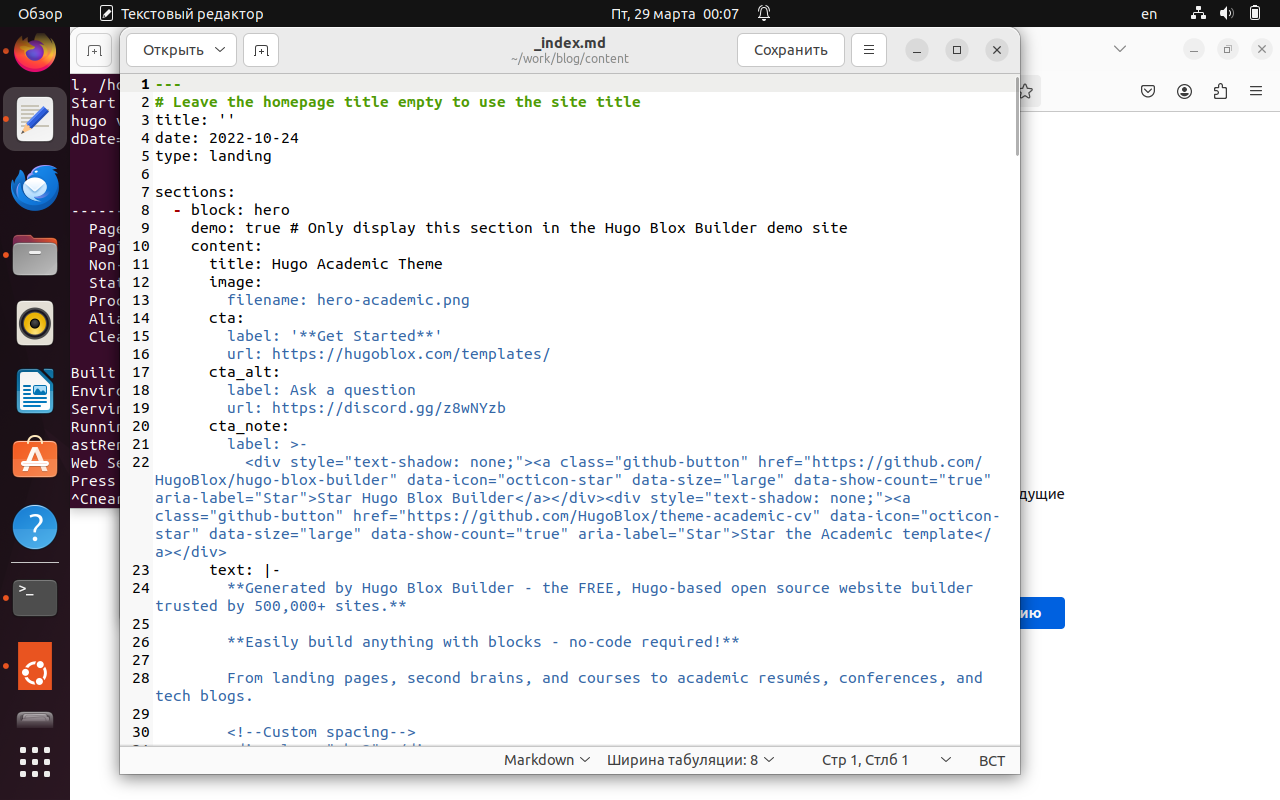 Обзор Текстовый редактор Пт, 29 марта 00:07 en
Открыть _index.md Сохранить
~/work/blog/content
l, /ho
Start
hugo v
dDate=
-------
Page
Pagi
Non-
Stat
Proc
Alia
Clea
Built
Enviro
Servin
Runnin
astRen
Web Se
Press
^Cnear
1 ---
2 # Leave the homepage title empty to use the site title
3 title: ''
4 date: 2022-10-24
5 type: landing
6
7 sections:
8   - block: hero
9     demo: true # Only display this section in the Hugo Blox Builder demo site
10     content:
11       title: Hugo Academic Theme
12       image:
13         filename: hero-academic.png
14       cta:
15         label: '**Get Started**'
16         url: https://hugoblox.com/templates/
17       cta_alt:
18         label: Ask a question
19         url: https://discord.gg/z8wNYzb
20       cta_note:
21         label: >-
22           <div style="text-shadow: none;"><a class="github-button" href="https://github.com/
HugoBlox/hugo-blox-builder" data-icon="octicon-star" data-size="large" data-show-count="true"
aria-label="Star">Star Hugo Blox Builder</a></div><div style="text-shadow: none;"><a
class="github-button" href="https://github.com/HugoBlox/theme-academic-cv" data-icon="octicon-
star" data-size="large" data-show-count="true" aria-label="Star">Star the Academic template</
a></div>
23       text: |-
24         **Generated by Hugo Blox Builder - the FREE, Hugo-based open source website builder
trusted by 500,000+ sites.**
25
26         **Easily build anything with blocks - no-code required!**
27
28         From landing pages, second brains, and courses to academic resumés, conferences, and
tech blogs.
29
30         <!--Custom spacing-->
дущие
ию
Markdown Ширина табуляции: 8 Стр 1, Стлб 1 ВСТ